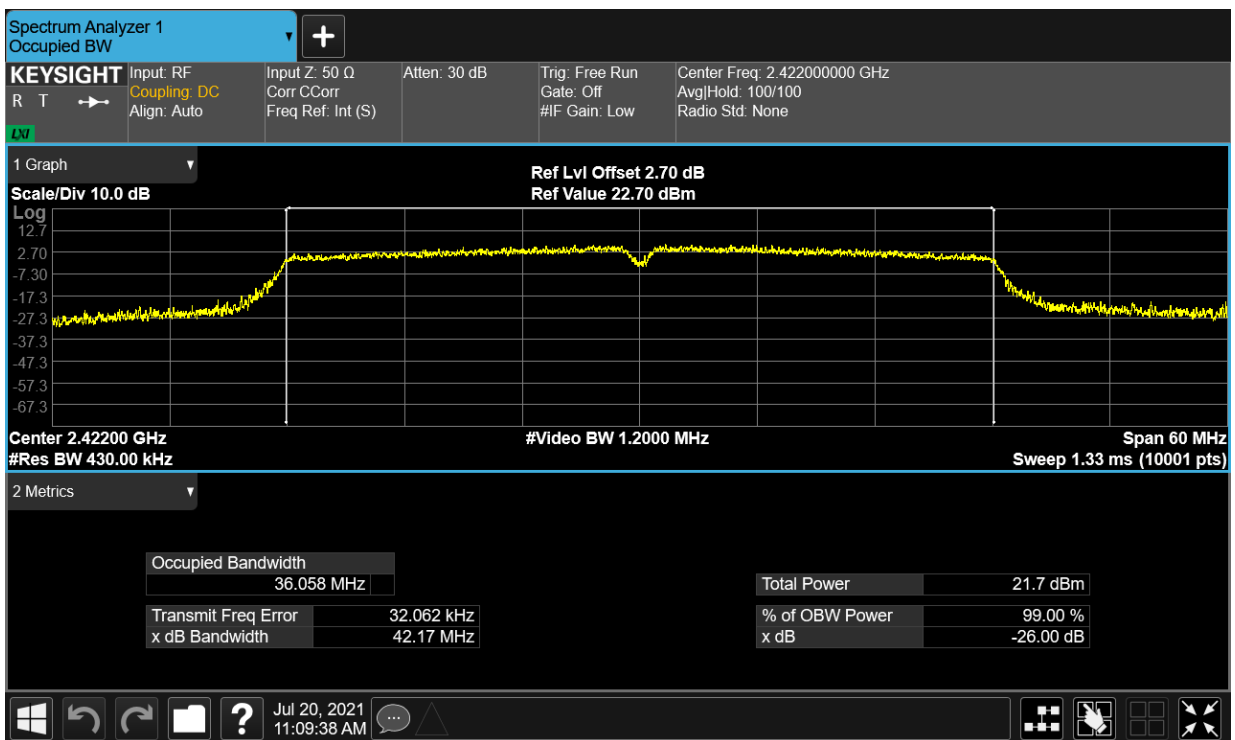 Spectrum Analyzer 1
Occupied BW
KEYSIGHT
R T
LXI
Input: RF
Coupling: DC
Align: Auto
Input Z: 50 Ω
Corr CCorr
Freq Ref: Int (S)
Atten: 30 dB
Trig: Free Run
Gate: Off
#IF Gain: Low
Center Freq: 2.422000000 GHz
Avg|Hold: 100/100
Radio Std: None
1 Graph
Scale/Div 10.0 dB
Ref Lvl Offset 2.70 dB
Ref Value 22.70 dBm
Log
12.7
2.70
-7.30
-17.3
-27.3
-37.3
-47.3
-57.3
-67.3
Center 2.42200 GHz
#Res BW 430.00 kHz
#Video BW 1.2000 MHz
Span 60 MHz
Sweep 1.33 ms (10001 pts)
2 Metrics
Occupied Bandwidth
36.058 MHz
Transmit Freq Error 32.062 kHz
x dB Bandwidth 42.17 MHz
Total Power 21.7 dBm
% of OBW Power 99.00 %
x dB -26.00 dB
Jul 20, 2021
11:09:38 AM